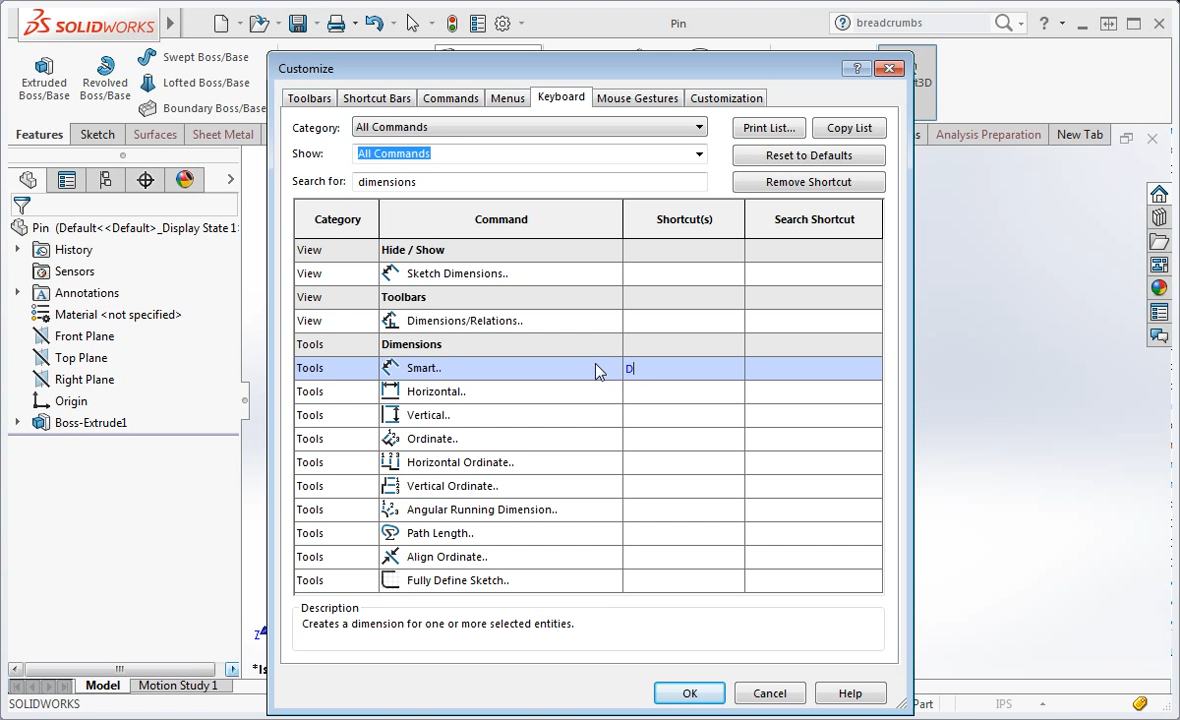 SOLIDWORKS
Pin
breadcrumbs
Extruded
Boss/Base
Revolved
Boss/Base
Swept Boss/Base
Lofted Boss/Base
Boundary Boss/Base
Features Sketch Surfaces Sheet Metal
Analysis Preparation New Tab
Pin (Default<<Default>_Display State 1
History
Sensors
Annotations
Material <not specified>
Front Plane
Top Plane
Right Plane
Origin
Boss-Extrude1
Customize
Toolbars Shortcut Bars Commands Menus Keyboard Mouse Gestures Customization
Category: All Commands
Print List... Copy List
Show: All Commands
Reset to Defaults
Search for: dimensions
Remove Shortcut
Category Command Shortcut(s) Search Shortcut
View Hide / Show
View Sketch Dimensions..
View Toolbars
View Dimensions/Relations..
Tools Dimensions
Tools Smart.. D
Tools Horizontal..
Tools Vertical..
Tools Ordinate..
Tools Horizontal Ordinate..
Tools Vertical Ordinate..
Tools Angular Running Dimension..
Tools Path Length..
Tools Align Ordinate..
Tools Fully Define Sketch..
Description
Creates a dimension for one or more selected entities.
OK Cancel Help
Z
*Is
Model Motion Study 1
SOLIDWORKS
Part IPS